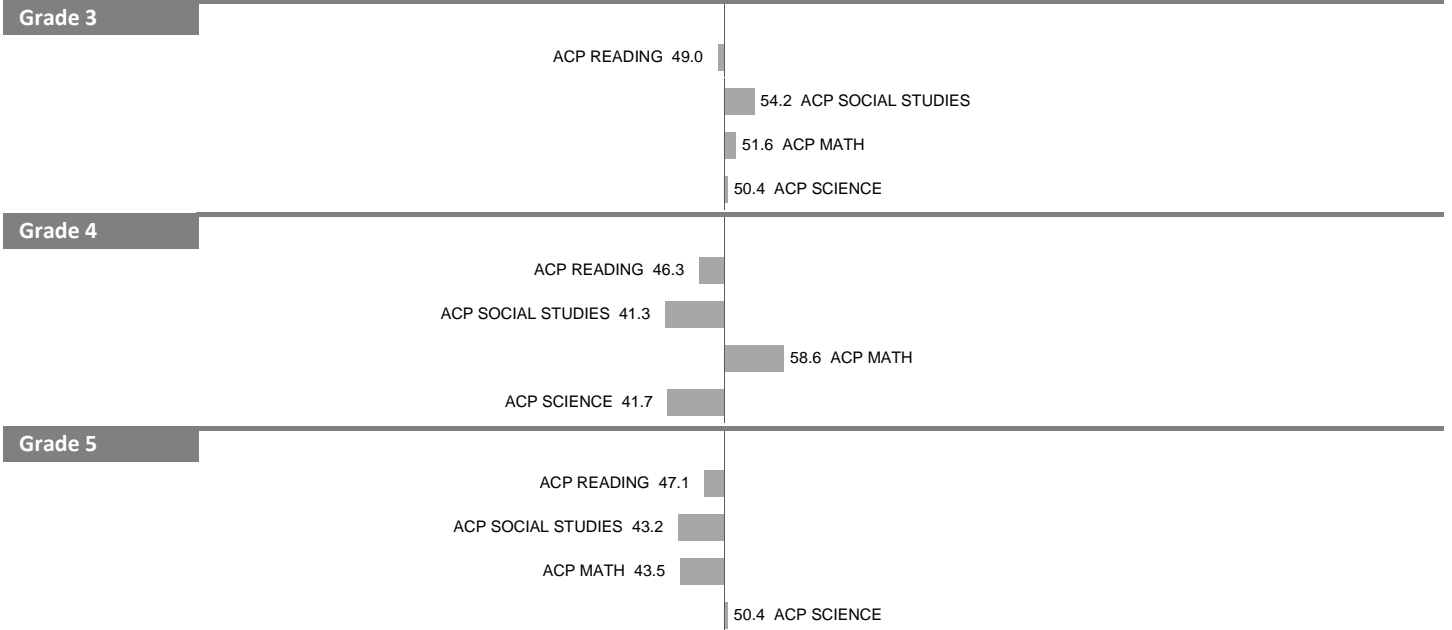 Grade 3
ACP READING 49.0
54.2 ACP SOCIAL STUDIES
51.6 ACP MATH
50.4 ACP SCIENCE
Grade 4
ACP READING 46.3
ACP SOCIAL STUDIES 41.3
58.6 ACP MATH
ACP SCIENCE 41.7
Grade 5
ACP READING 47.1
ACP SOCIAL STUDIES 43.2
ACP MATH 43.5
50.4 ACP SCIENCE